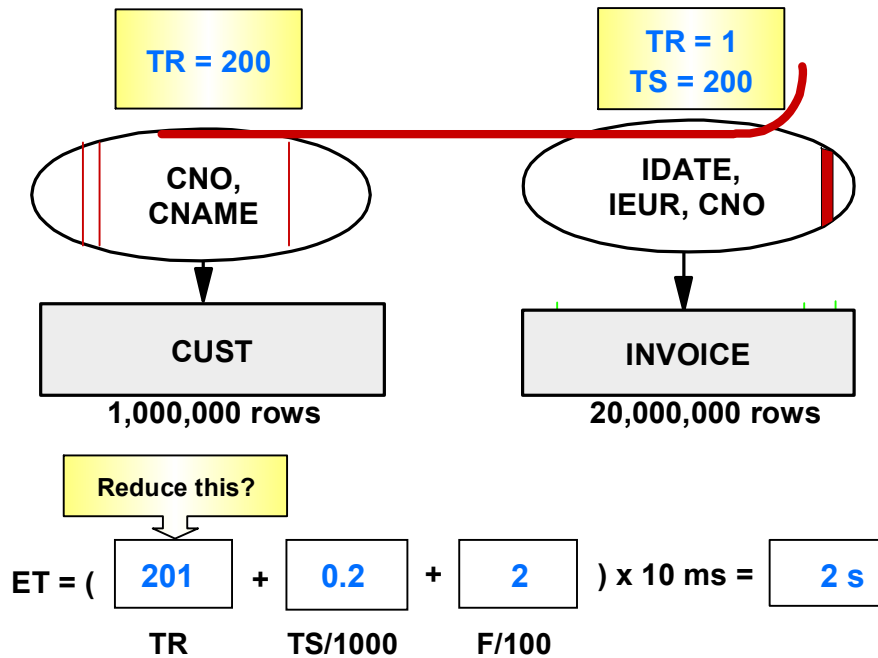 TR = 200
TR = 1
TS = 200
CNO,
CNAME
IDATE,
IEUR, CNO
CUST
INVOICE
1,000,000 rows
20,000,000 rows
Reduce this?
ET = ( 201 + 0.2 + 2 ) x 10 ms = 2 s
TR TS/1000 F/100